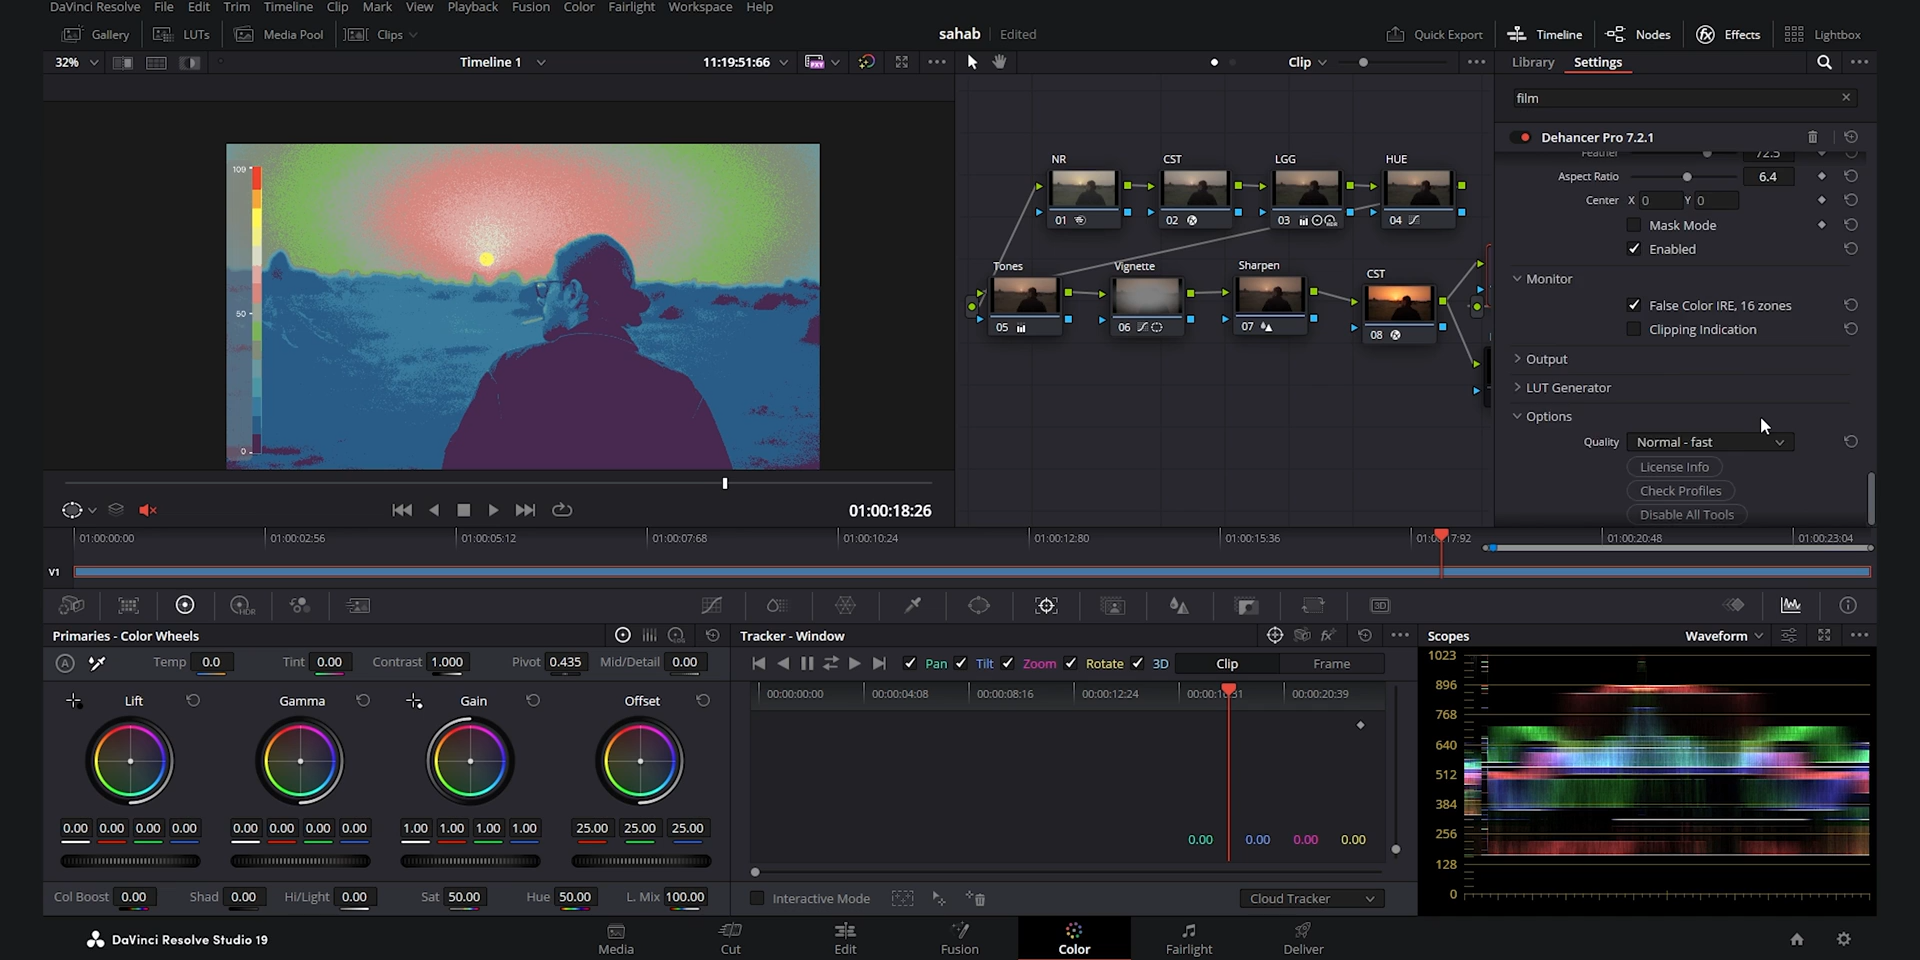 DaVinci Resolve File Edit Trim Timeline Clip Mark View Playback Fusion Color Fairlight Workspace Help
Gallery LUTs Media Pool Clips sahab Edited Quick Export Timeline Nodes Effects Lightbox
32% Timeline 1 11:19:51:66 Clip Library Settings
film
Dehancer Pro 7.2.1
Feather 72.5
Aspect Ratio 6.4
Center X 0 Y 0
Mask Mode
Enabled
Monitor
False Color IRE, 16 zones
Clipping Indication
Output
LUT Generator
Options
Quality Normal - fast
License Info
Check Profiles
Disable All Tools
109
50
0
NR CST LGG HUE
01 02 03 04
Tones Vignette Sharpen CST
05 06 07 08
01:00:18:26
01:00:00:00 01:00:02:56 01:00:05:12 01:00:07:68 01:00:10:24 01:00:12:80 01:00:15:36 01:00:17:92 01:00:20:48 01:00:23:04
V1
Primaries - Color Wheels
Temp 0.0 Tint 0.00 Contrast 1.000 Pivot 0.435 Mid/Detail 0.00
Lift Gamma Gain Offset
0.00 0.00 0.00 0.00 0.00 0.00 0.00 0.00 1.00 1.00 1.00 1.00 25.00 25.00 25.00
Col Boost 0.00 Shad 0.00 Hi/Light 0.00 Sat 50.00 Hue 50.00 L. Mix 100.00
Tracker - Window
Pan Tilt Zoom Rotate 3D Clip Frame
00:00:00:00 00:00:04:08 00:00:08:16 00:00:12:24 00:00:20:39
0.00 0.00 0.00 0.00
Interactive Mode Cloud Tracker
Scopes Waveform
1023
896
768
640
512
384
256
128
0
DaVinci Resolve Studio 19
Media Cut Edit Fusion Color Fairlight Deliver